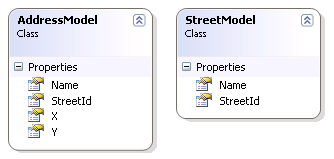 AddressModel
Class
Properties
Name
StreetId
X
Y
StreetModel
Class
Properties
Name
StreetId